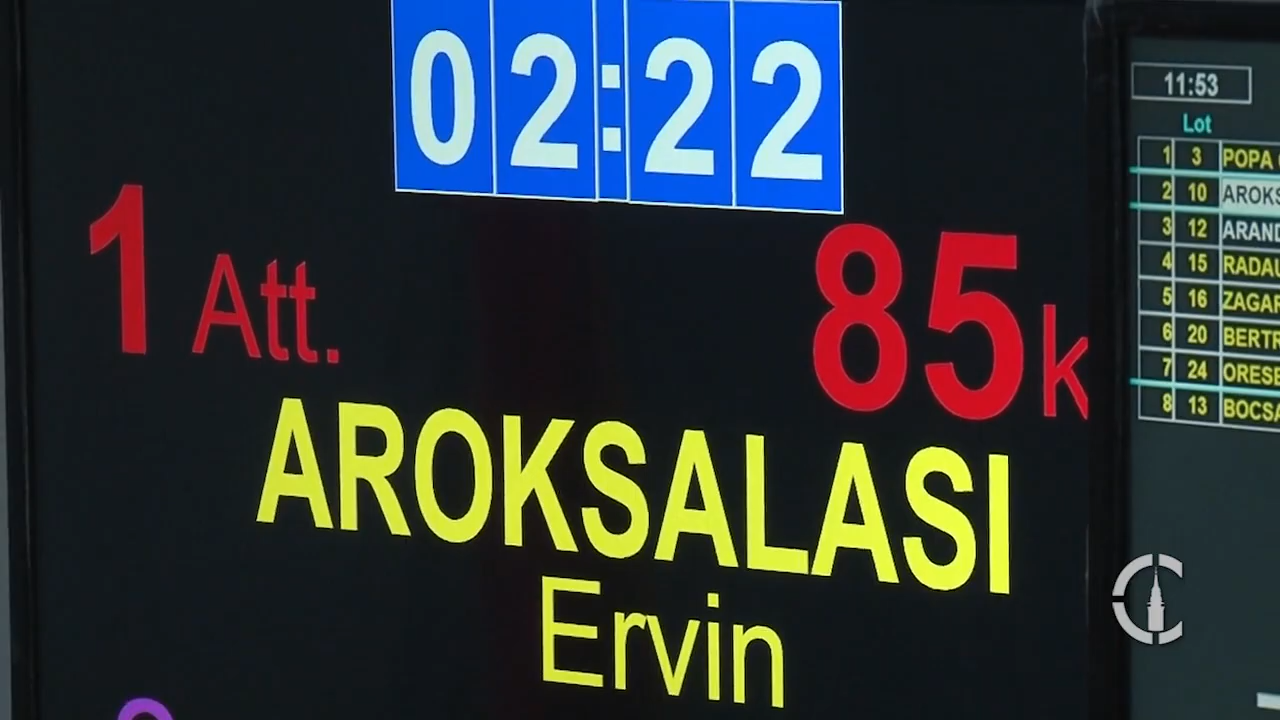 02:22
1 Att.
85k
AROKSALASI
Ervin
11:53
Lot
1 3 POPA
2 10 AROKS
3 12 ARAND
4 15 RADAU
5 16 ZAGAR
6 20 BERTR
7 24 ORESE
8 13 BOCSA